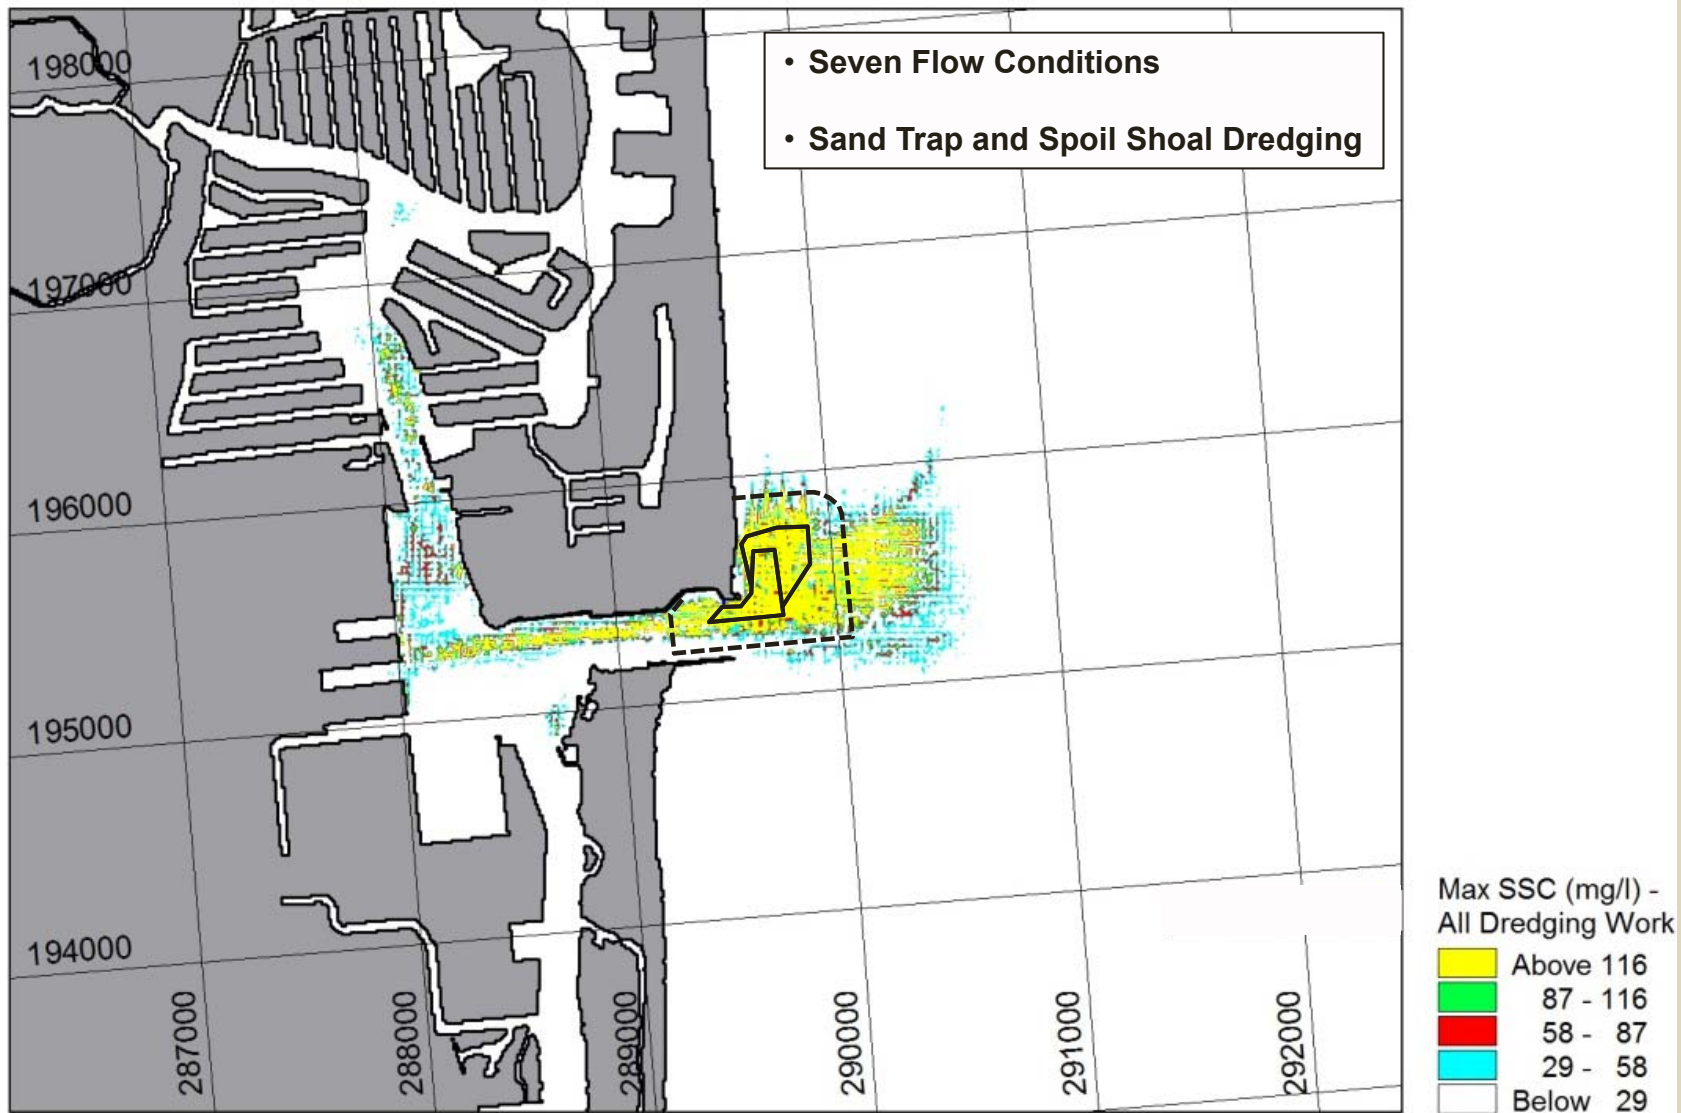 • Seven Flow Conditions
• Sand Trap and Spoil Shoal Dredging
198000
197000
196000
195000
194000
287000
288000
289000
290000
291000
292000
Max SSC (mg/l) -
All Dredging Work
Above 116
87 - 116
58 - 87
29 - 58
Below 29